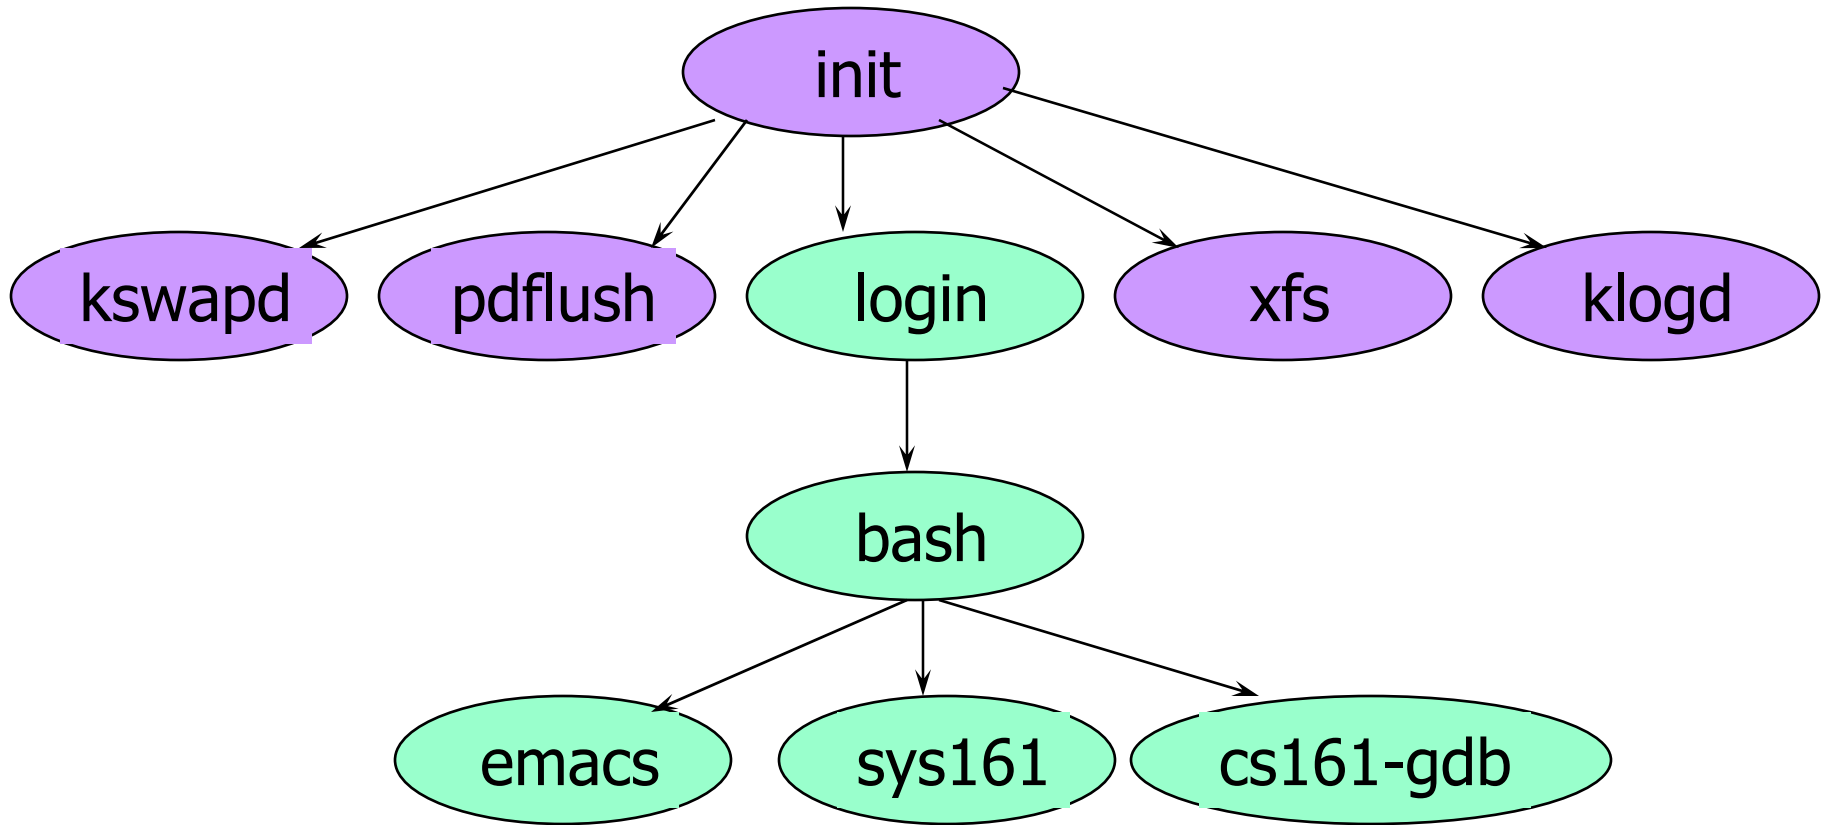 init
kswapd
pdflush
login
xfs
klogd
bash
emacs
sys161
cs161-gdb